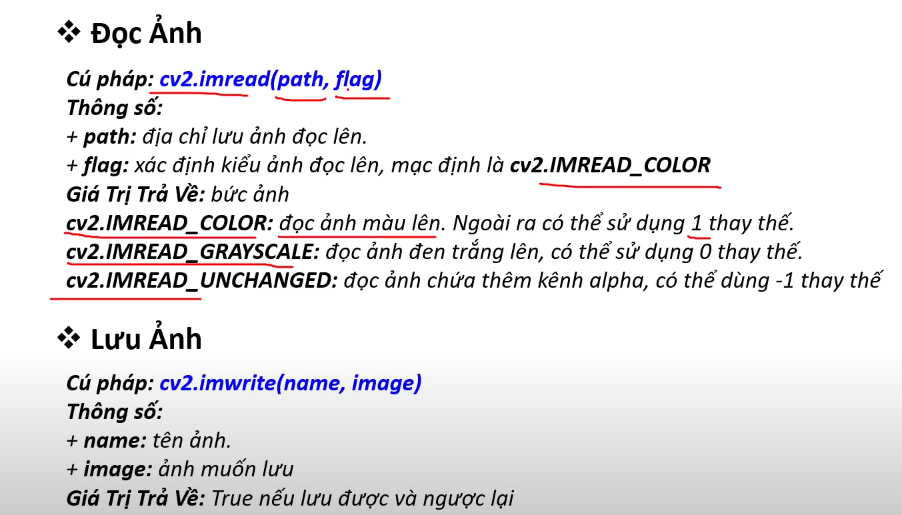 ❖ Đọc Ảnh
Cú pháp: cv2.imread(path, flag)
Thông số:
+ path: địa chỉ lưu ảnh đọc lên.
+ flag: xác định kiểu ảnh đọc lên, mạc định là cv2.IMREAD_COLOR
Giá Trị Trả Về: bức ảnh
cv2.IMREAD_COLOR: đọc ảnh màu lên. Ngoài ra có thể sử dụng 1 thay thế.
cv2.IMREAD_GRAYSCALE: đọc ảnh đen trắng lên, có thể sử dụng 0 thay thế.
cv2.IMREAD_UNCHANGED: đọc ảnh chứa thêm kênh alpha, có thể dùng -1 thay thế
❖ Lưu Ảnh
Cú pháp: cv2.imwrite(name, image)
Thông số:
+ name: tên ảnh.
+ image: ảnh muốn lưu
Giá Trị Trả Về: True nếu lưu được và ngược lại